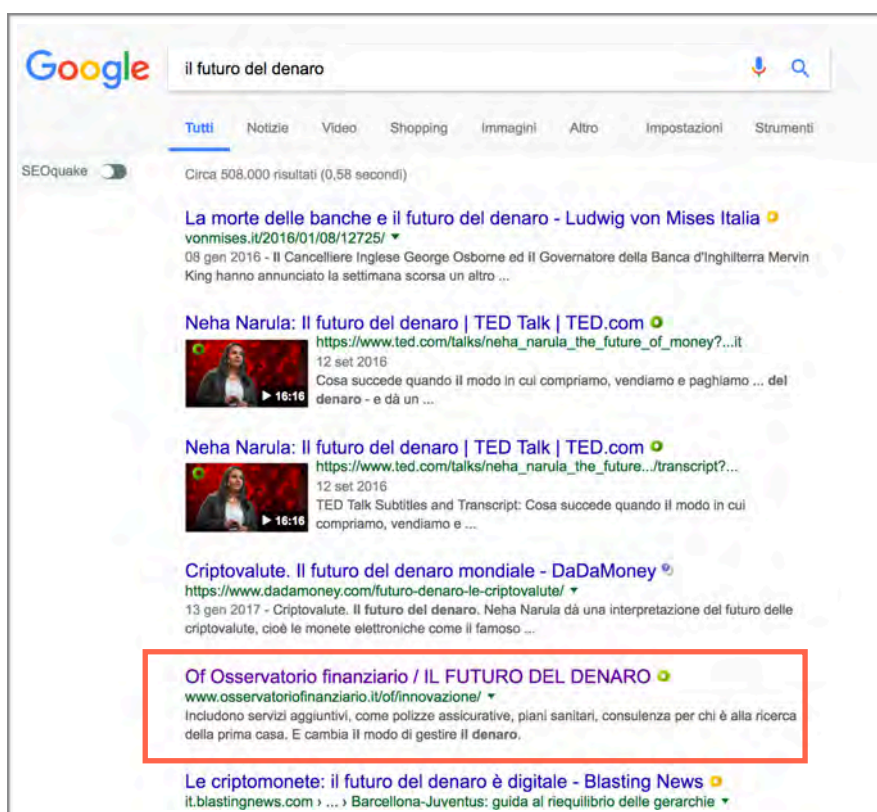 Google
il futuro del denaro
Tutti Notizie Video Shopping Immagini Altro Impostazioni Strumenti
SEOquake
Circa 508.000 risultati (0,58 secondi)
La morte delle banche e il futuro del denaro - Ludwig von Mises Italia
vonmises.it/2016/01/08/12725/
08 gen 2016 - Il Cancelliere Inglese George Osborne ed il Governatore della Banca d'Inghilterra Mervin
King hanno annunciato la settimana scorsa un altro ...
Neha Narula: Il futuro del denaro | TED Talk | TED.com
https://www.ted.com/talks/neha_narula_the_future_of_money?...it
12 set 2016
Cosa succede quando il modo in cui compriamo, vendiamo e paghiamo ... del
denaro - e dà un ...
16:16
Neha Narula: Il futuro del denaro | TED Talk | TED.com
https://www.ted.com/talks/neha_narula_the_future.../transcript?...
12 set 2016
TED Talk Subtitles and Transcript: Cosa succede quando il modo in cui
compriamo, vendiamo e ...
16:16
Criptovalute. Il futuro del denaro mondiale - DaDaMoney
https://www.dadamoney.com/futuro-denaro-le-criptovalute/
13 gen 2017 - Criptovalute. Il futuro del denaro. Neha Narula dà una interpretazione del futuro delle
criptovalute, cioè le monete elettroniche come il famoso ...
Of Osservatorio finanziario / IL FUTURO DEL DENARO
www.osservatoriofinanziario.it/of/innovazione/
Includono servizi aggiuntivi, come polizze assicurative, piani sanitari, consulenza per chi è alla ricerca
della prima casa. E cambia il modo di gestire il denaro.
Le criptomonete: il futuro del denaro è digitale - Blasting News
it.blastingnews.com › ... › Barcellona-Juventus: guida al riequilibrio delle gerarchie